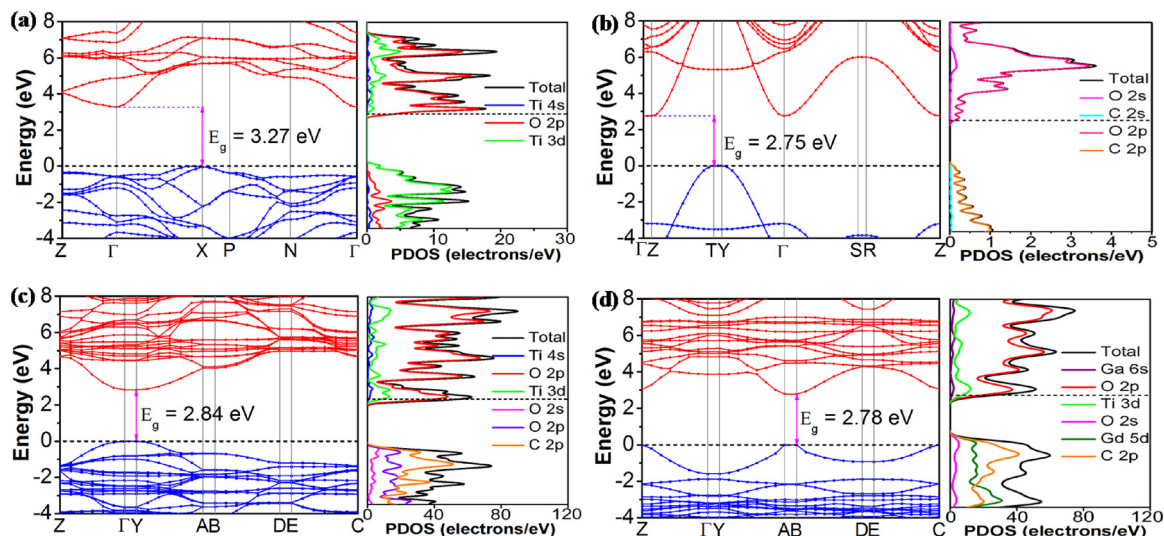 (a)
Energy (eV)
8
6
4
2
0
-2
-4
E g = 3.27 eV
Z Γ X P N Γ
Total
Ti 4s
O 2p
Ti 3d
0 10 20 30
PDOS (electrons/eV)
(b)
Energy (eV)
8
6
4
2
0
-2
-4
E g = 2.75 eV
ΓZ TY Γ SR Z
Total
O 2s
C 2s
O 2p
C 2p
0 1 2 3 4 5
PDOS (electrons/eV)
(c)
Energy (eV)
8
6
4
2
0
-2
-4
E g = 2.84 eV
Z ΓY AB DE C
Total
Ti 4s
O 2p
Ti 3d
O 2s
O 2p
C 2p
0 40 80 120
PDOS (electrons/eV)
(d)
Energy (eV)
8
6
4
2
0
-2
-4
E g = 2.78 eV
Z ΓY AB DE C
Total
Ga 6s
O 2p
Ti 3d
O 2s
Gd 5d
C 2p
0 40 80 120
PDOS (electrons/eV)